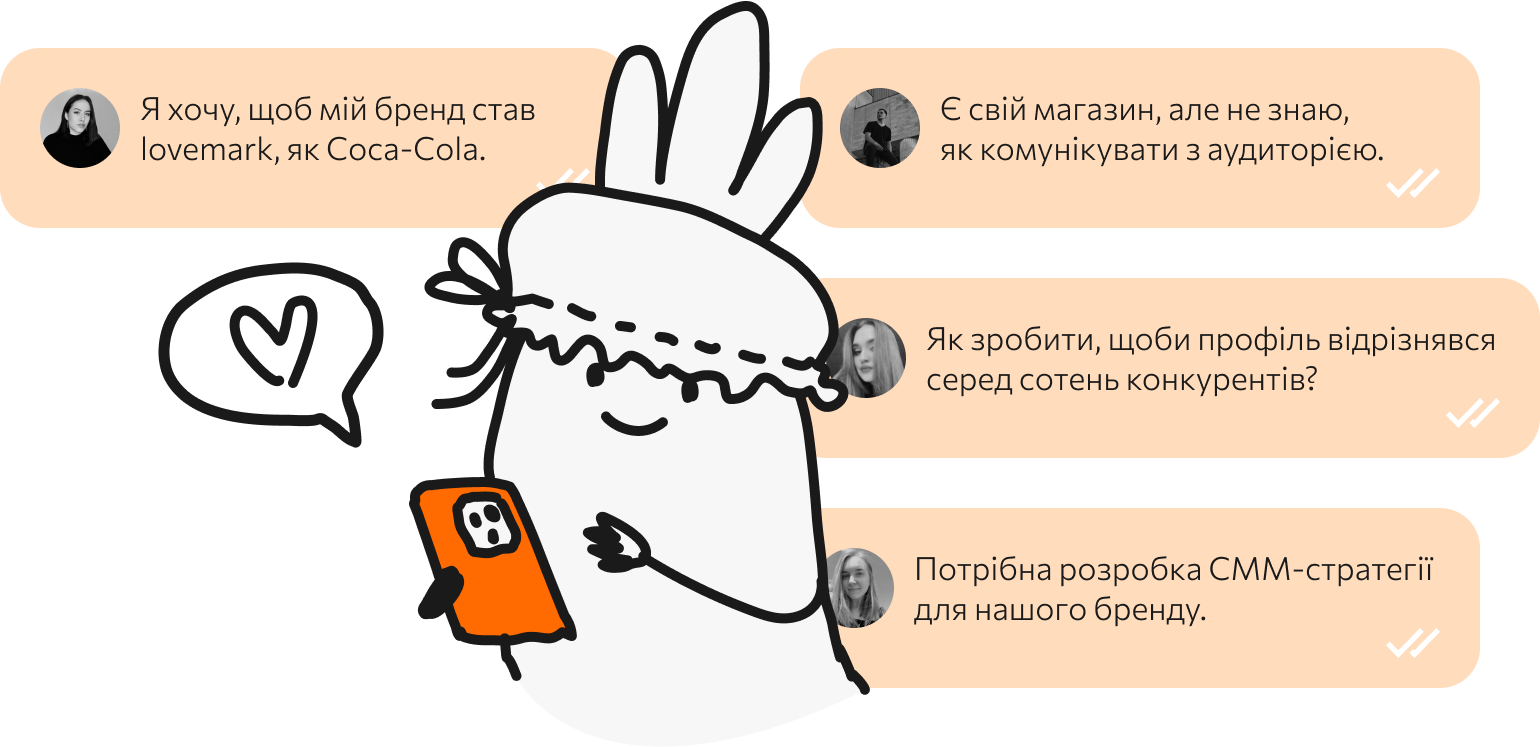 Я хочу, щоб мій бренд став
lovemark, як Coca-Cola.
Є свій магазин, але не знаю,
як комунікувати з аудиторією.
Як зробити, щоби профіль відрізнявся
серед сотень конкурентів?
Потрібна розробка СММ-стратегії
для нашого бренду.